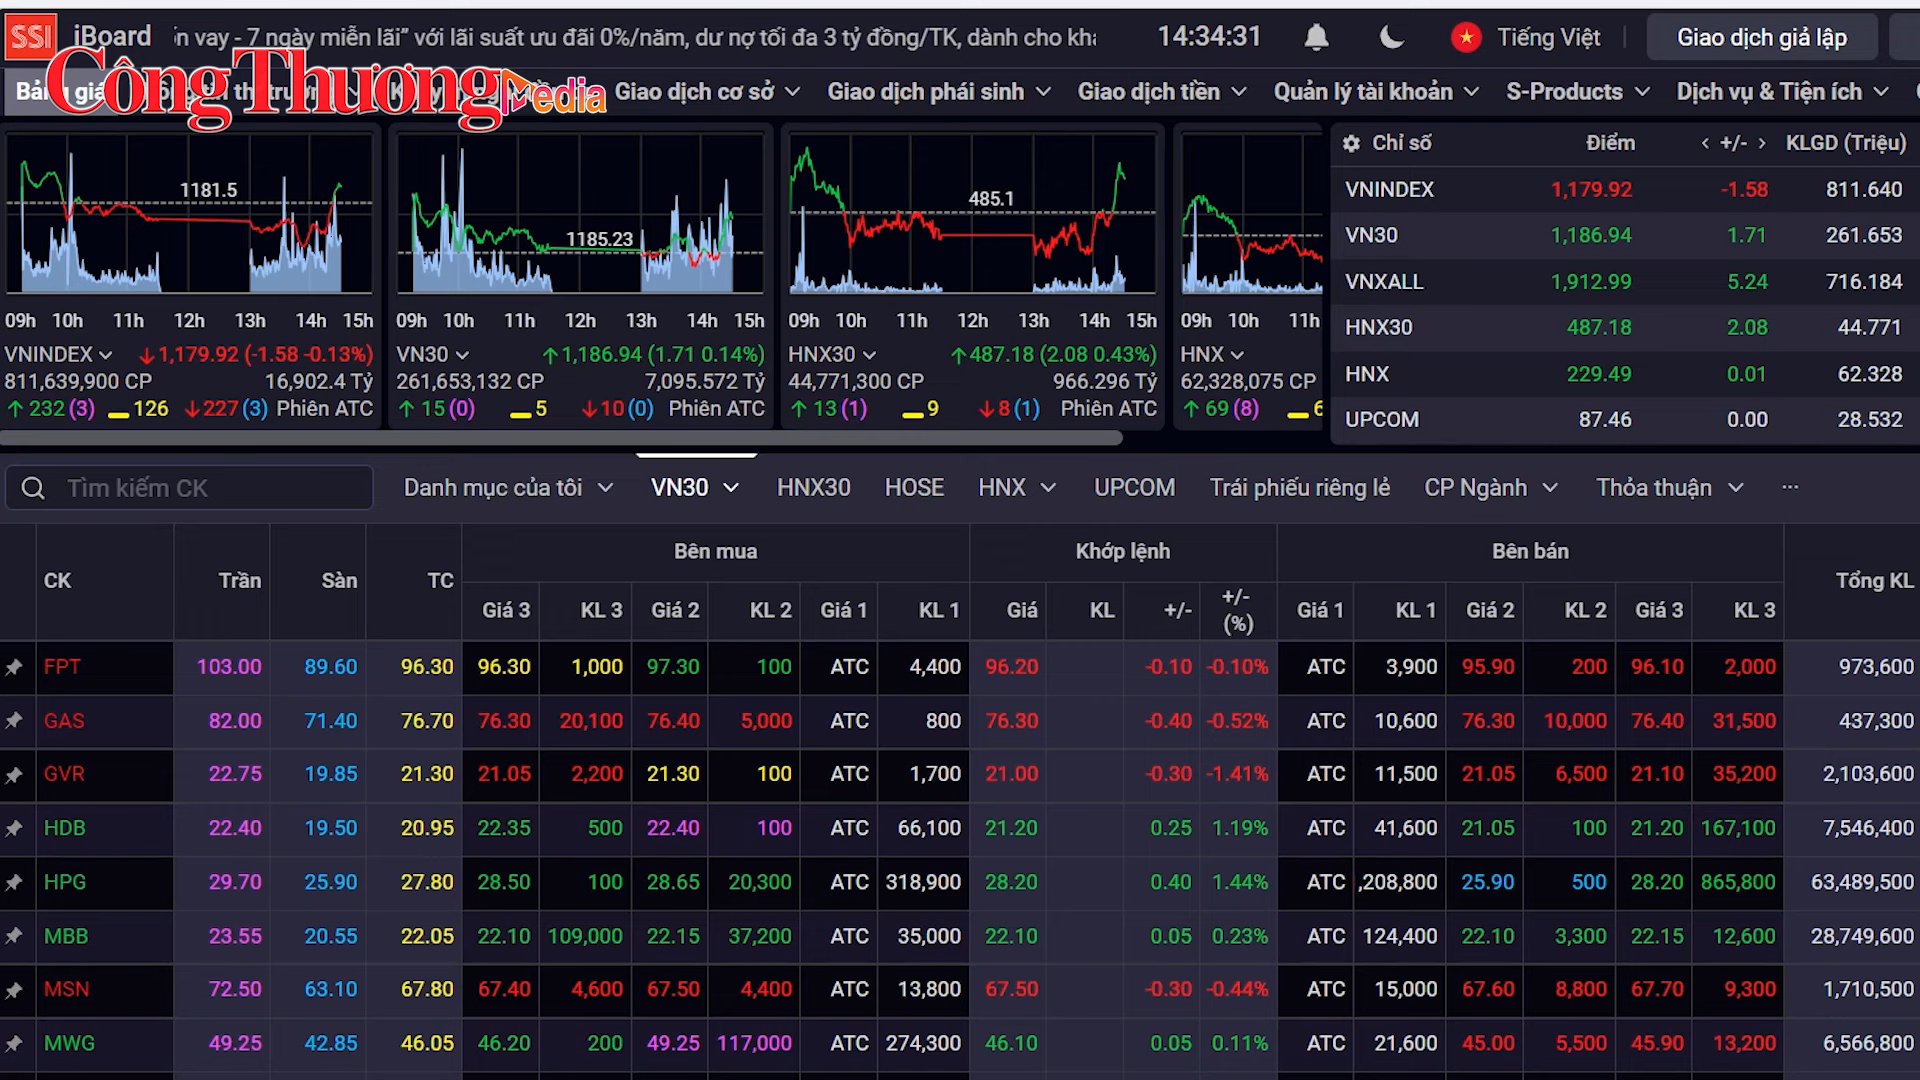 SSI iBoard ến vay - 7 ngày miễn lãi” với lãi suất ưu đãi 0%/năm, dư nợ tối đa 3 tỷ đồng/TK, dành cho khá 14:34:31 Tiếng Việt Giao dịch giả lập
CôngThương Media
Bảng giá Giao dịch cơ sở Giao dịch phái sinh Giao dịch tiền Quản lý tài khoản S-Products Dịch vụ & Tiện ích
1181.5 1185.23 485.1
09h 10h 11h 12h 13h 14h 15h 09h 10h 11h 12h 13h 14h 15h 09h 10h 11h 12h 13h 14h 15h 09h 10h 11h
VNINDEX 1,179.92 (-1.58 -0.13%) VN30 1,186.94 (1.71 0.14%) HNX30 487.18 (2.08 0.43%) HNX
811,639,900 CP 16,902.4 Tỷ 261,653,132 CP 7,095.572 Tỷ 44,771,300 CP 966.296 Tỷ 62,328,075 CP
232 (3) 126 227 (3) Phiên ATC 15 (0) 5 10 (0) Phiên ATC 13 (1) 9 8 (1) Phiên ATC 69 (8)
Chỉ số Điểm < +/- > KLGD (Triệu)
VNINDEX 1,179.92 -1.58 811.640
VN30 1,186.94 1.71 261.653
VNXALL 1,912.99 5.24 716.184
HNX30 487.18 2.08 44.771
HNX 229.49 0.01 62.328
UPCOM 87.46 0.00 28.532
Tìm kiếm CK Danh mục của tôi VN30 HNX30 HOSE HNX UPCOM Trái phiếu riêng lẻ CP Ngành Thỏa thuận ...
CK Trần Sàn TC Bên mua Khớp lệnh Bên bán Tổng KL
Giá 3 KL 3 Giá 2 KL 2 Giá 1 KL 1 Giá KL +/- +/- (%) Giá 1 KL 1 Giá 2 KL 2 Giá 3 KL 3
FPT 103.00 89.60 96.30 96.30 1,000 97.30 100 ATC 4,400 96.20 -0.10 -0.10% ATC 3,900 95.90 200 96.10 2,000 973,600
GAS 82.00 71.40 76.70 76.30 20,100 76.40 5,000 ATC 800 76.30 -0.40 -0.52% ATC 10,600 76.30 10,000 76.40 31,500 437,300
GVR 22.75 19.85 21.30 21.05 2,200 21.30 100 ATC 1,700 21.00 -0.30 -1.41% ATC 11,500 21.05 6,500 21.10 35,200 2,103,600
HDB 22.40 19.50 20.95 22.35 500 22.40 100 ATC 66,100 21.20 0.25 1.19% ATC 41,600 21.05 100 21.20 167,100 7,546,400
HPG 29.70 25.90 27.80 28.50 100 28.65 20,300 ATC 318,900 28.20 0.40 1.44% ATC ,208,800 25.90 500 28.20 865,800 63,489,500
MBB 23.55 20.55 22.05 22.10 109,000 22.15 37,200 ATC 35,000 22.10 0.05 0.23% ATC 124,400 22.10 3,300 22.15 12,600 28,749,600
MSN 72.50 63.10 67.80 67.40 4,600 67.50 4,400 ATC 13,800 67.50 -0.30 -0.44% ATC 15,000 67.60 8,800 67.70 9,300 1,710,500
MWG 49.25 42.85 46.05 46.20 200 49.25 117,000 ATC 274,300 46.10 0.05 0.11% ATC 21,600 45.00 5,500 45.90 13,200 6,566,800